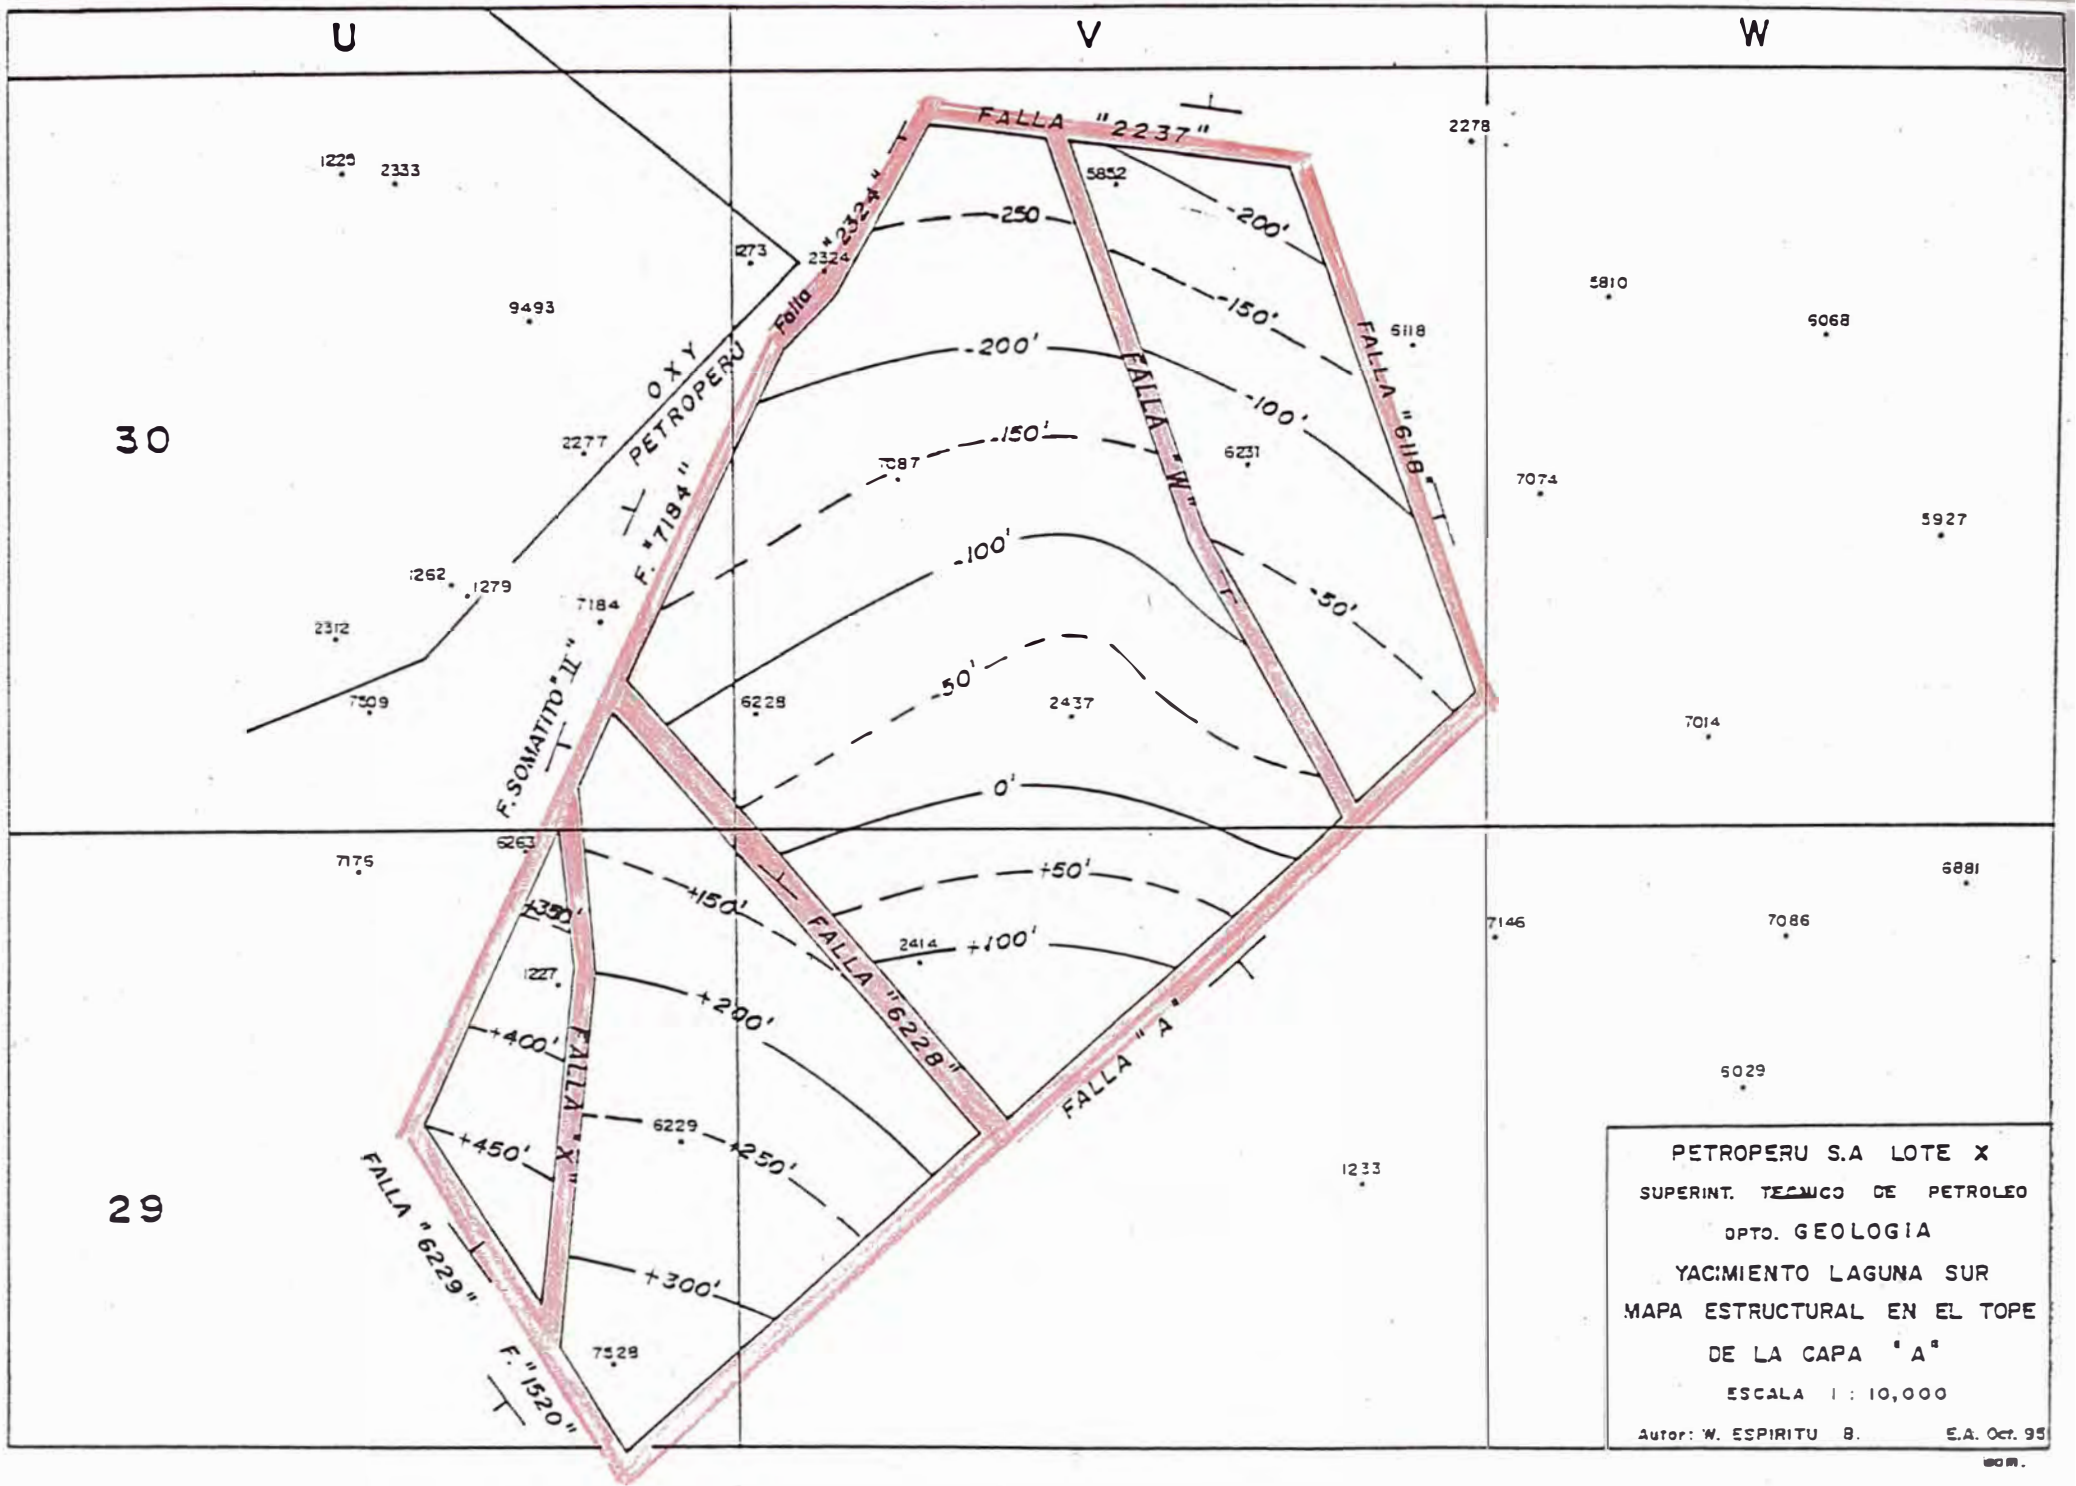 U
V
W
FALLA "2237"
2278
1225
2333
5852
Falla "2324"
-250
-200'
1273
2324
5810
9493
-150'
6118
6068
OXY
PETROPERU
-200'
FALLA "W"
-100'
FALLA "6118"
30
2277
-150'
7087
6231
7074
F. "7184"
5927
-100'
1262
1279
-50'
7184
2312
F. SOMATITO "II"
-50'
7509
6228
2437
7014
0'
6263
7175
+50'
6881
+150'
+350'
FALLA "6228"
7146
7086
2414
+100'
1227
+200'
+400'
FALLA "X"
FALLA "A"
5029
6229
+250'
+450'
1233
29
FALLA "6229"
+300'
7528
F. "1520"
PETROPERU S.A LOTE X
SUPERINT. TECNICO DE PETROLEO
DPTO. GEOLOGIA
YACIMIENTO LAGUNA SUR
MAPA ESTRUCTURAL EN EL TOPE
DE LA CAPA "A"
ESCALA 1 : 10,000
Autor: W. ESPIRITU B. E.A. Oct. 95